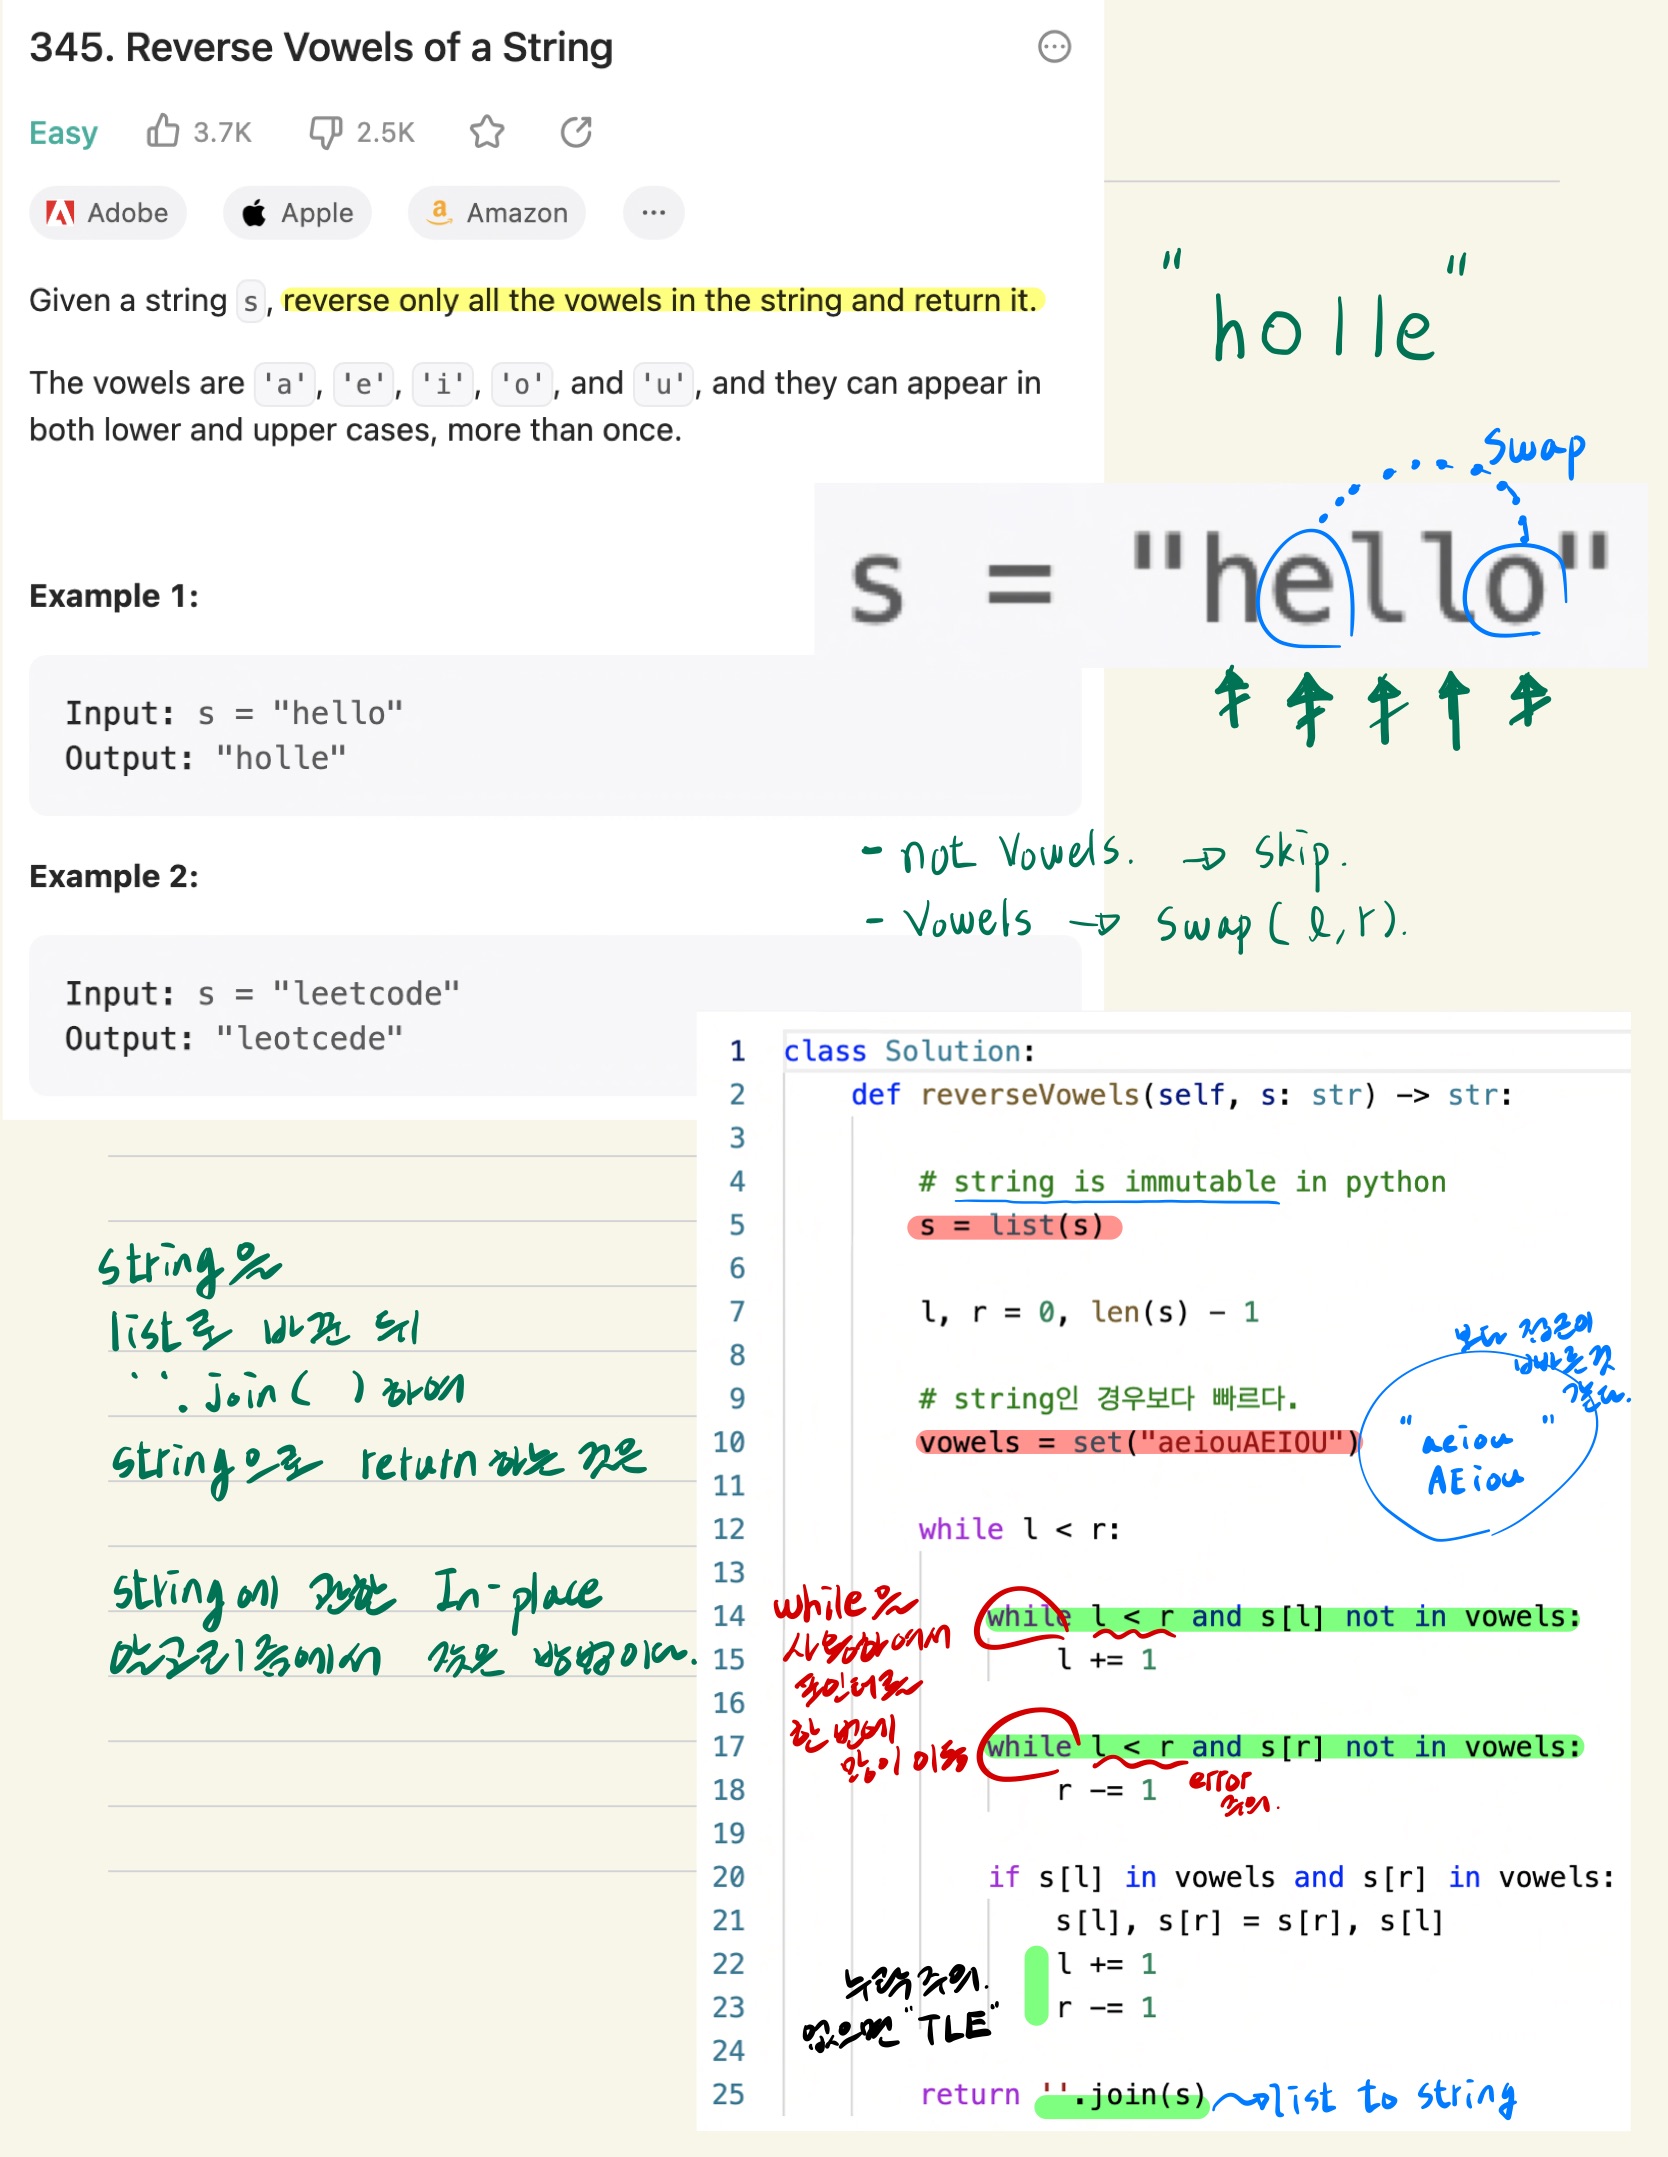 345. Reverse Vowels of a String
Easy 3.7K 2.5K
Adobe Apple Amazon ...
Given a string s, reverse only all the vowels in the string and return it.
The vowels are 'a', 'e', 'i', 'o', and 'u', and they can appear in
both lower and upper cases, more than once.
"holle"
swap
s = "hello"
Example 1:
Input: s = "hello"
Output: "holle"
- not Vowels. → skip.
- Vowels → swap(l, r).
Example 2:
Input: s = "leetcode"
Output: "leotcede"
string을
list로 바꾼 뒤
''.join( ) 하여
string으로 return 하는 것은
string에 관한 In-place
알고리즘에서 좋은 방법이다.
1 class Solution:
2 def reverseVowels(self, s: str) -> str:
3
4 # string is immutable in python
5 s = list(s)
6
7 l, r = 0, len(s) - 1
8
9 # string인 경우보다 빠르다.
10 vowels = set("aeiouAEIOU")
보다 접근이
빠른 것
같다.
"aeiou
AEiou"
11
12 while l < r:
13
14 while l < r and s[l] not in vowels:
15 l += 1
16
17 while l < r and s[r] not in vowels:
18 r -= 1
19
while을
사용하여서
포인터를
한 번에
많이 이동
error
주의.
20 if s[l] in vowels and s[r] in vowels:
21 s[l], s[r] = s[r], s[l]
22 l += 1
23 r -= 1
24
누락 주의.
없으면 "TLE"
25 return ''.join(s)
→ list to string